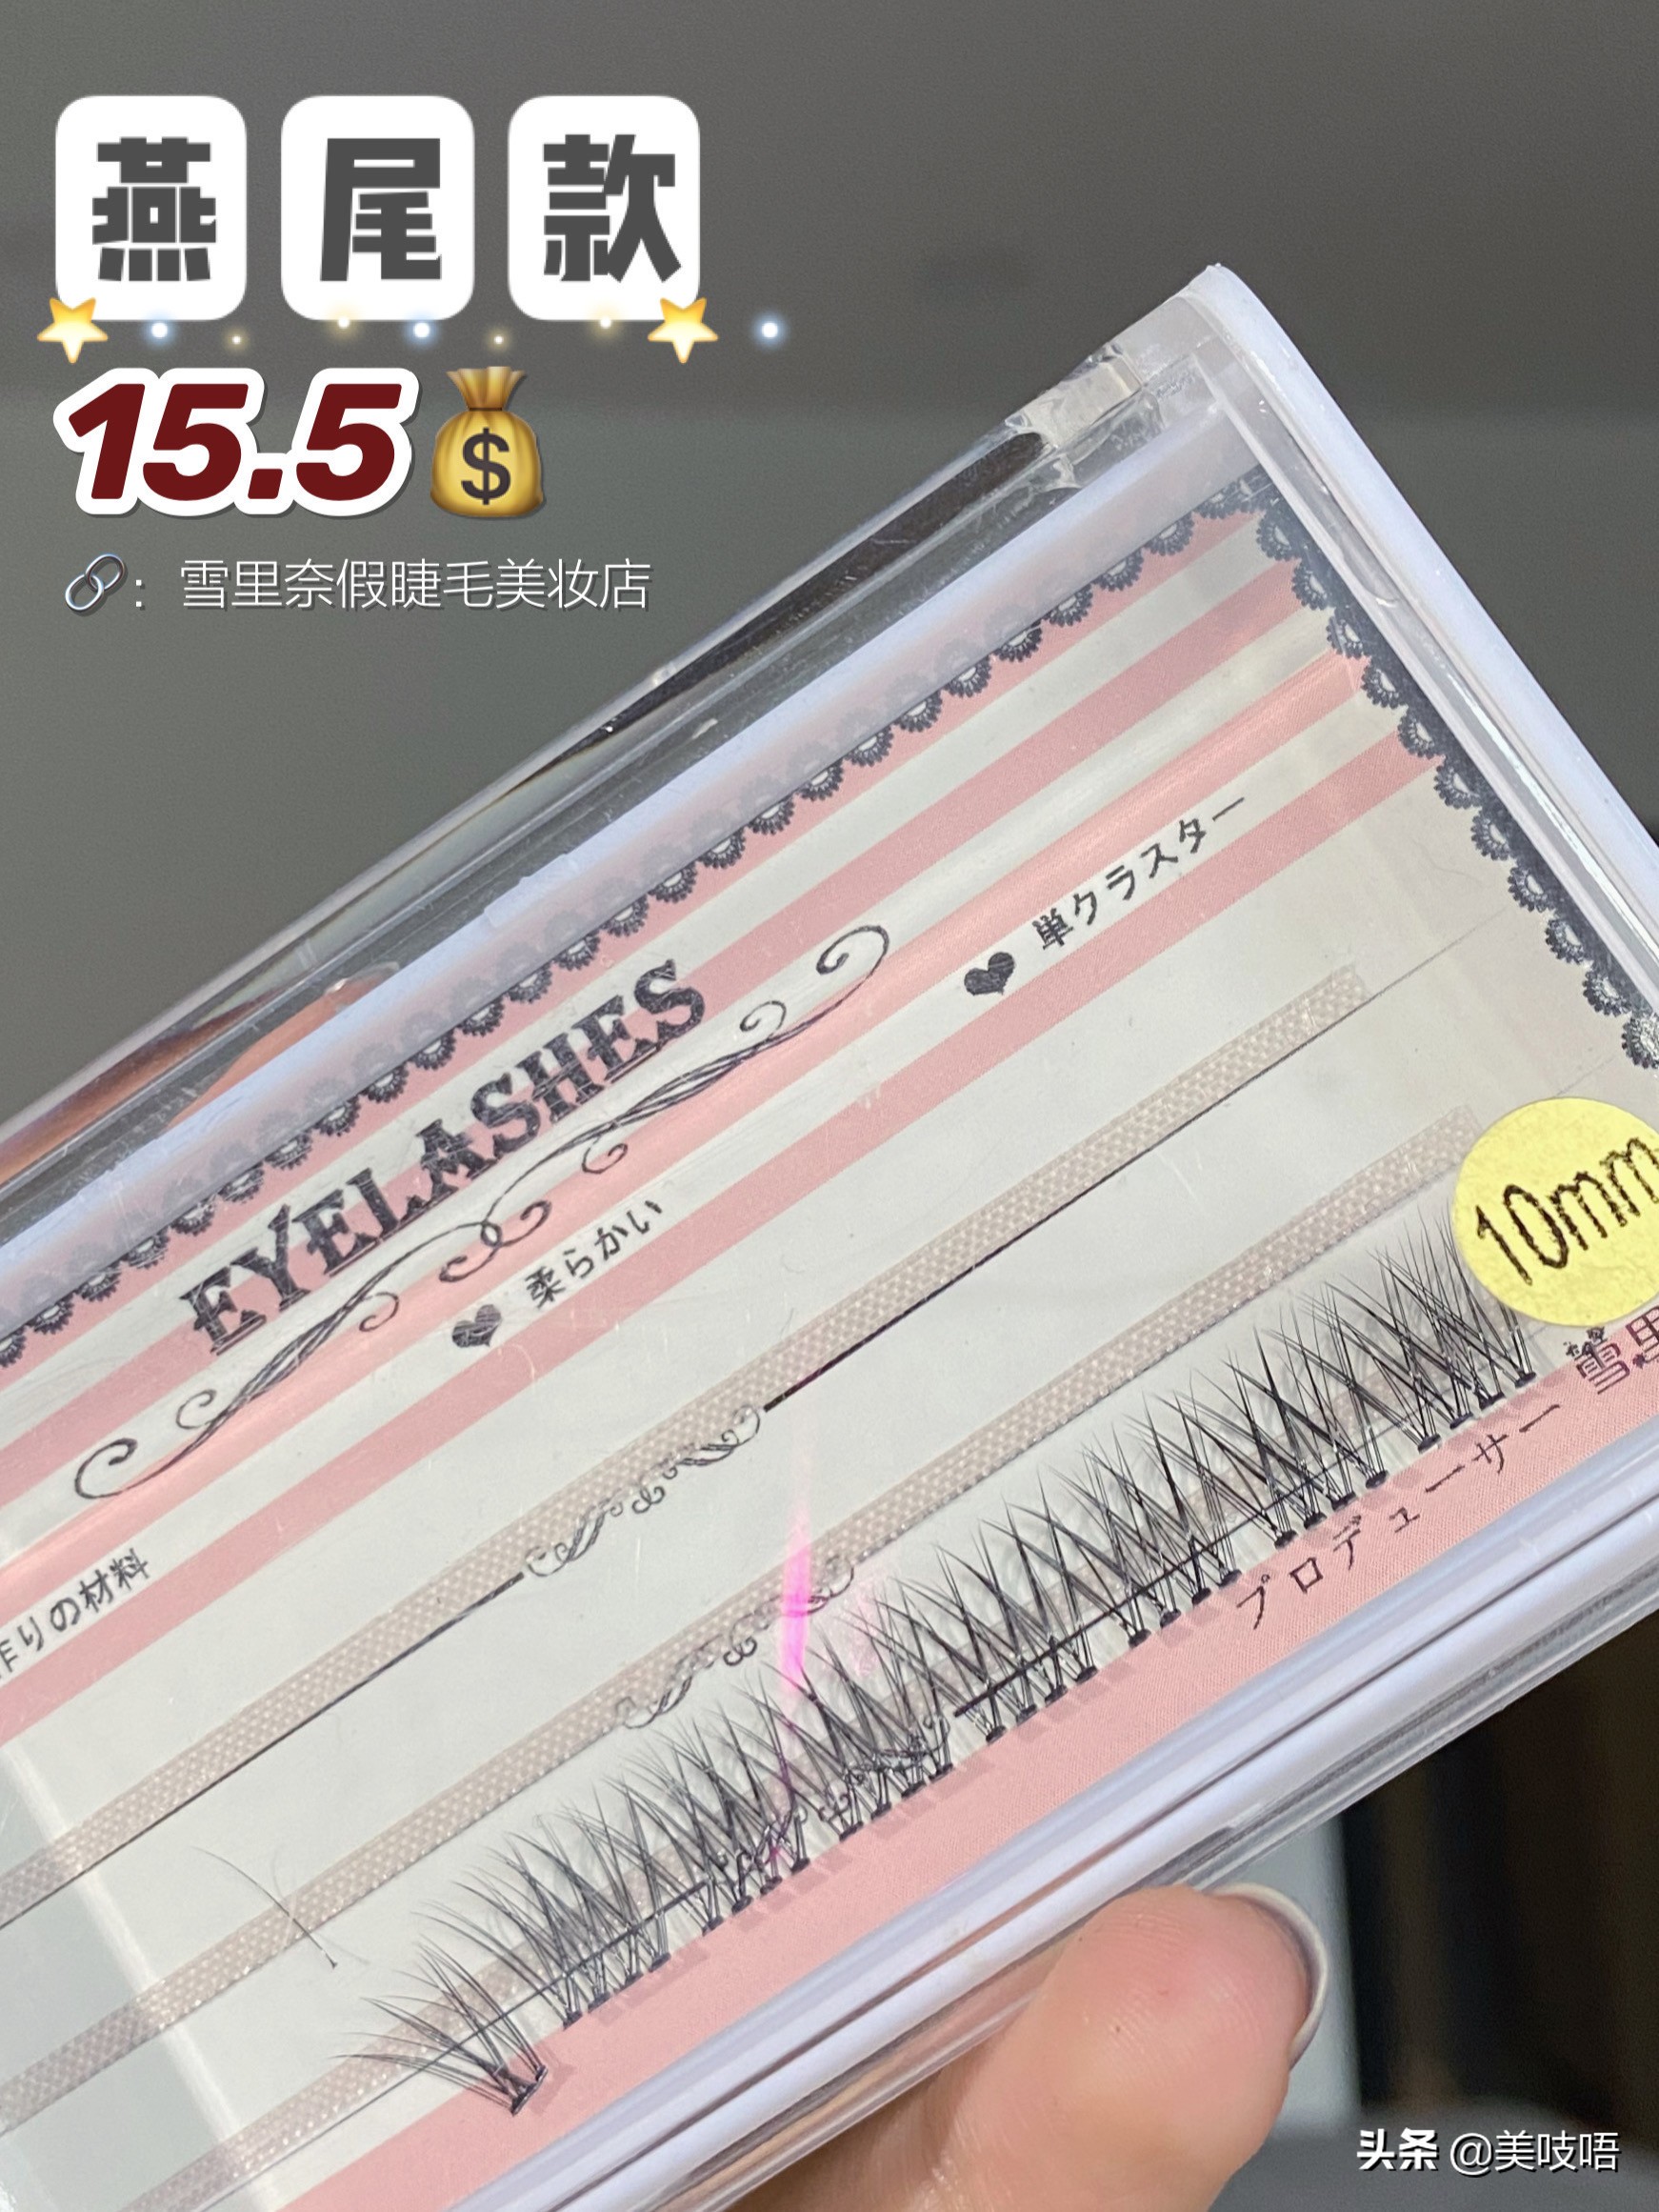 燕尾款
15.5
：雪里奈假睫毛美妆店
EYELASHES
単クラスター
柔らかい
作りの材料
10mm
雪里
プロデューサー
头条 @美吱唔